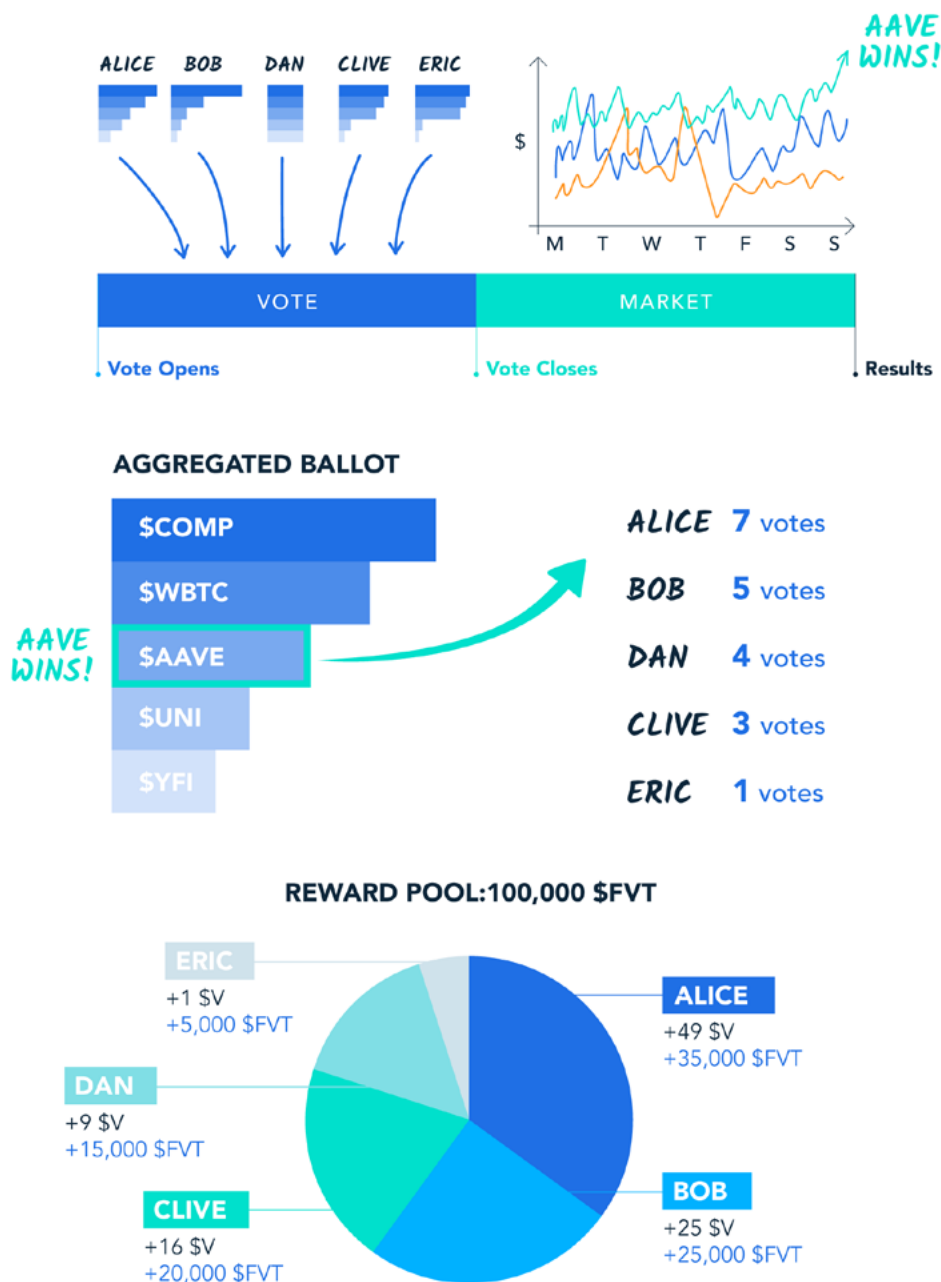 ALICE BOB DAN CLIVE ERIC
AAVE
WINS!
$
M T W T F S S
VOTE MARKET
Vote Opens Vote Closes Results
AGGREGATED BALLOT
$COMP
$WBTC
$AAVE
$UNI
$YFI
AAVE
WINS!
ALICE 7 votes
BOB 5 votes
DAN 4 votes
CLIVE 3 votes
ERIC 1 votes
REWARD POOL:100,000 $FVT
ERIC
+1 $V
+5,000 $FVT
ALICE
+49 $V
+35,000 $FVT
DAN
+9 $V
+15,000 $FVT
BOB
+25 $V
+25,000 $FVT
CLIVE
+16 $V
+20,000 $FVT